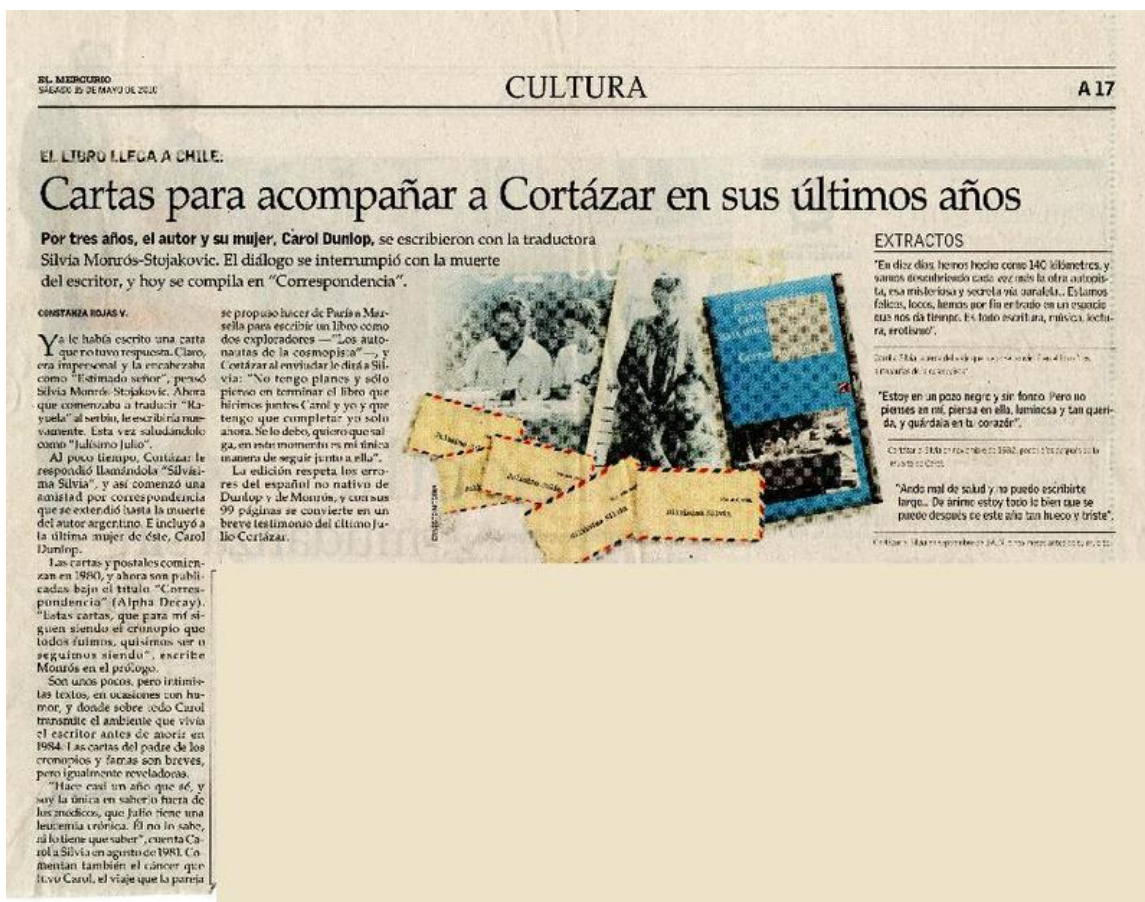 EL MERCURIO
SÁBADO 15 DE MAYO DE 2010
CULTURA
A 17
EL LIBRO LLEGA A CHILE:
Cartas para acompañar a Cortázar en sus últimos años
Por tres años, el autor y su mujer, Carol Dunlop, se escribieron con la traductora
Silvia Monrós-Stojakovic. El diálogo se interrumpió con la muerte
del escritor, y hoy se compila en "Correspondencia".
CONSTANZA ROJAS V.
Ya le había escrito una carta
que no tuvo respuesta. Claro,
era impersonal y la encabezaba
como "Estimado señor", pensó
Silvia Monrós-Stojakovic. Ahora
que comenzaba a traducir "Ra-
yuela" al serbio, le escribiría nue-
vamente. Esta vez saludándolo
como "Julísimo Julio".
Al poco tiempo, Cortázar le
respondió llamándola "Silvísi-
ma Silvia", y así comenzó una
amistad por correspondencia
que se extendió hasta la muerte
del autor argentino. E incluyó a
la última mujer de éste, Carol
Dunlop.
Las cartas y postales comien-
zan en 1980, y ahora son publi-
cadas bajo el título "Corres-
pondencia" (Alpha Decay).
"Estas cartas, que para mí si-
guen siendo el cronopio que
todos fuimos, quisimos ser o
seguimos siendo", escribe
Monrós en el prólogo.
Son unos pocos, pero intimis-
tas textos, en ocasiones con hu-
mor, y donde sobre todo Carol
transmite el ambiente que vivía
el escritor antes de morir en
1984. Las cartas del padre de los
cronopios y famas son breves,
pero igualmente reveladoras.
"Hace casi un año que sé, y
soy la única en saberlo fuera de
los médicos, que Julio tiene una
leucemia crónica. Él no lo sabe,
ni lo tiene que saber", cuenta Ca-
rol a Silvia en agosto de 1981. Co-
mentan también el cáncer que
tuvo Carol, el viaje que la pareja
se propuso hacer de París a Mar-
sella para escribir un libro como
dos exploradores —"Los auto-
nautas de la cosmopista"—, y
Cortázar al enviudar le dirá a Sil-
via: "No tengo planes y sólo
pienso en terminar el libro que
hicimos juntos Carol y yo y que
tengo que completar yo solo
ahora. Se lo debo, quiero que sal-
ga, en este momento es mi única
manera de seguir junto a ella".
La edición respeta los erro-
res del español no nativo de
Dunlop y de Monrós, y con sus
99 páginas se convierte en un
breve testimonio del último Ju-
lio Cortázar.
Julísimo Julio
Silvísima Silvia
Silvísima Silvia
EXTRACTOS
"En diez días, hemos hecho como 140 kilómetros, y
vamos descubriendo cada vez más la otra autopis-
ta, esa misteriosa y secreta vía paralela... Estamos
felices, locos, hemos por fin entrado en un espacio
que nos da tiempo. Es todo escritura, música, lectu-
ra, erotismo".
"Estoy en un pozo negro y sin fondo. Pero no
pienses en mí, piensa en ella, luminosa y tan queri-
da, y guárdala en tu corazón".
Cortázar a Silvia en noviembre de 1982, pocos días después de la
muerte de Carol.
"Ando mal de salud y no puedo escribirte
largo... De ánimo estoy todo lo bien que se
puede después de este año tan hueco y triste".